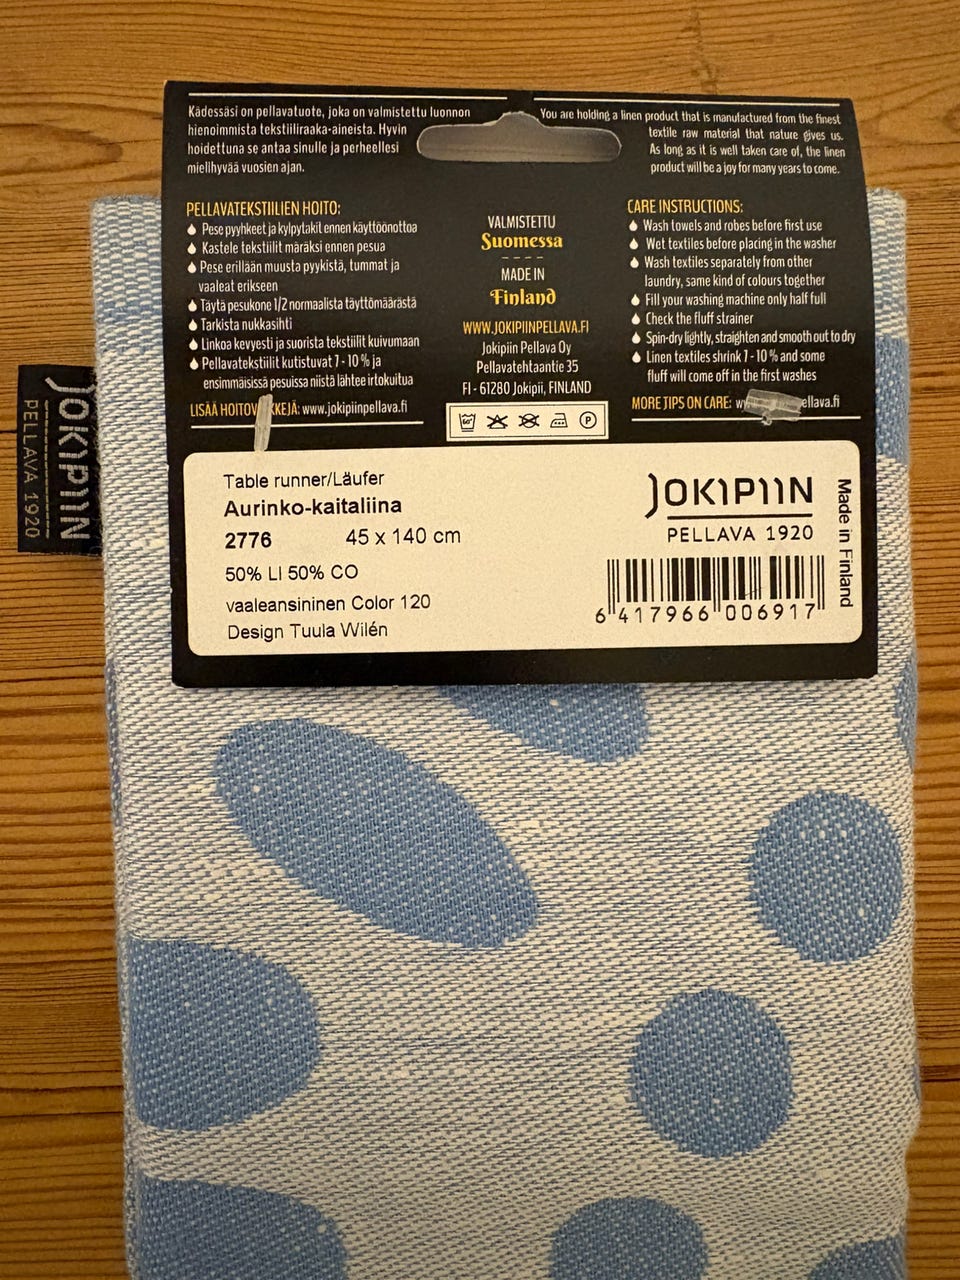 Kädessäsi on pellavatuote, joka on valmistettu luonnon
hienoimmista tekstiiliraaka-aineista. Hyvin
hoidettuna se antaa sinulle ja perheellesi
mielihyvää vuosien ajan.
You are holding a linen product that is manufactured from the finest
textile raw material that nature gives us.
As long as it is well taken care of, the linen
product will be a joy for many years to come.
PELLAVATEKSTIILIEN HOITO:
Pese pyyhkeet ja kylpytakit ennen käyttöönottoa
Kastele tekstiilit märäksi ennen pesua
Pese erillään muusta pyykistä, tummat ja
vaaleat erikseen
Täytä pesukone 1/2 normaalista täyttömäärästä
Tarkista nukkasihti
Linkoa kevyesti ja suorista tekstiilit kuivumaan
Pellavatekstiilit kutistuvat 7 - 10 % ja
ensimmäisissä pesuissa niistä lähtee irtokuitua
LISÄÄ www.jokipiinpellava.fi
VALMISTETTU
Suomessa
MADE IN
Finland
WWW.JOKIPIINPELLAVA.FI
Jokipiin Pellava Oy
Pellavatehtaantie 35
FI - 61280 Jokipii, FINLAND
60°
P
CARE INSTRUCTIONS:
Wash towels and robes before first use
Wet textiles before placing in the washer
Wash textiles separately from other
laundry, same kind of colours together
Fill your washing machine only half full
Check the fluff strainer
Spin-dry lightly, straighten and smooth out to dry
Linen textiles shrink 7 - 10 % and some
fluff will come off in the first washes
MORE TIPS ON CARE:
JOKIPIIN
PELLAVA 1920
Table runner/Läufer
Aurinko-kaitaliina
2776 45 x 140 cm
50% LI 50% CO
vaaleansininen Color 120
Design Tuula Wilén
JOKIPIIN
PELLAVA 1920
6 417966 006917
Made in Finland